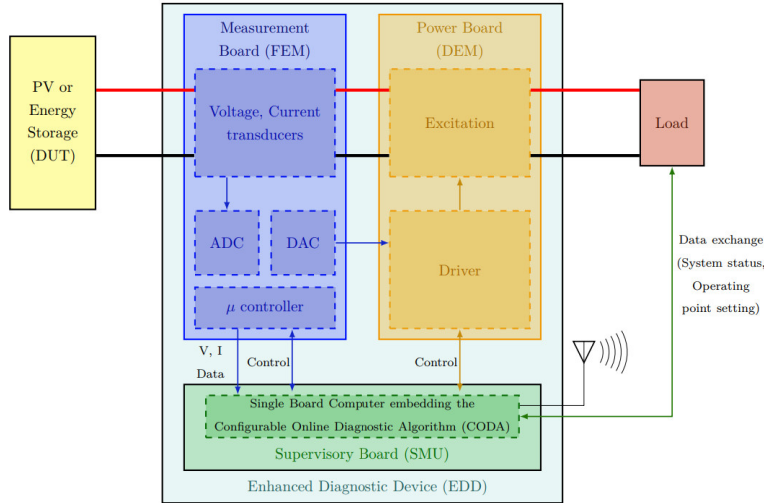 Measurement
Board (FEM)
Power Board
(DEM)
PV or
Energy
Storage
(DUT)
Voltage, Current
transducers
Excitation
Load
ADC
DAC
Driver
Data exchange
(System status,
Operating
point setting)
μ controller
V, I
Data
Control
Control
Single Board Computer embedding the
Configurable Online Diagnostic Algorithm (CODA)
Supervisory Board (SMU)
Enhanced Diagnostic Device (EDD)